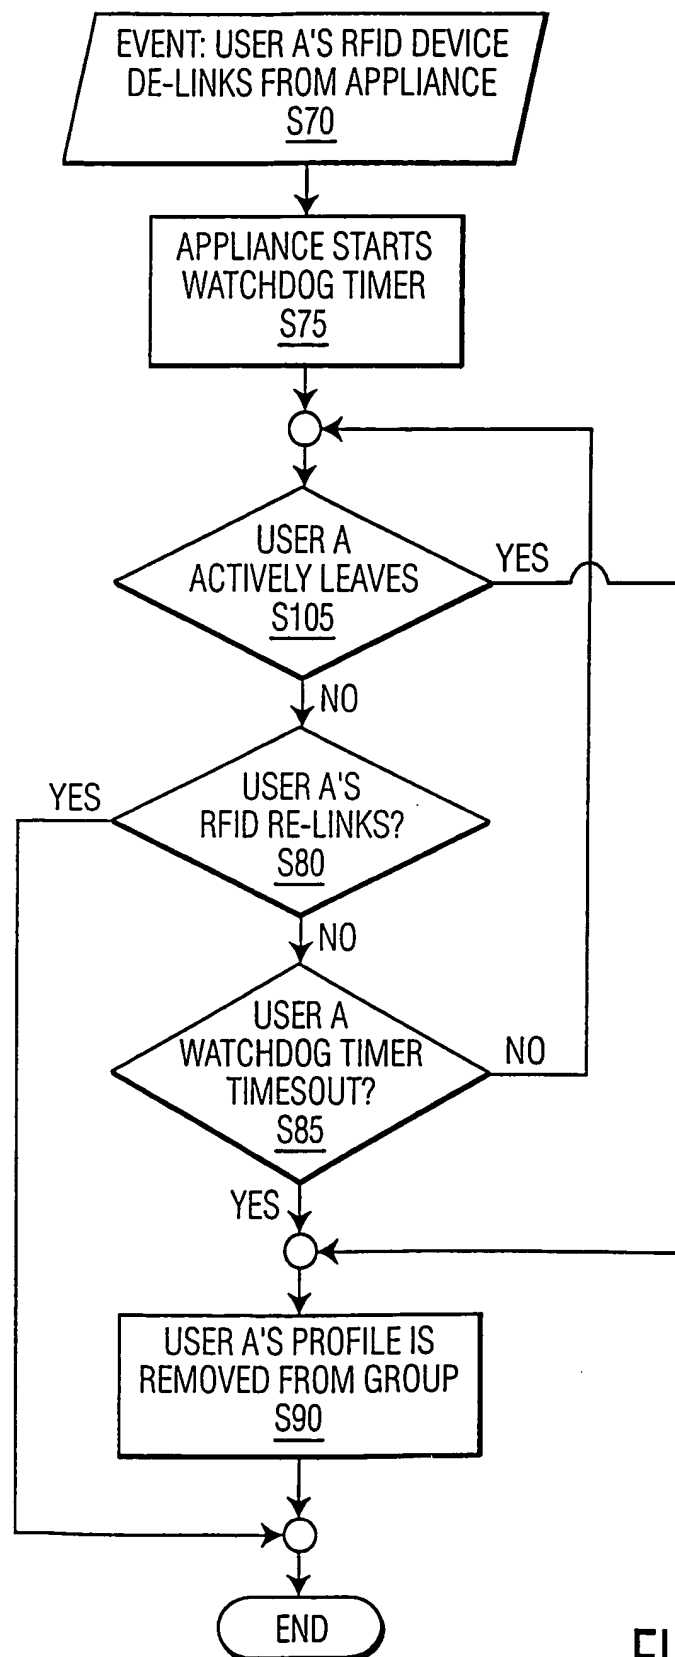 EVENT: USER A'S RFID DEVICE
DE-LINKS FROM APPLIANCE
S70
APPLIANCE STARTS
WATCHDOG TIMER
S75
USER A
ACTIVELY LEAVES
S105
YES
NO
USER A'S
RFID RE-LINKS?
S80
YES
NO
USER A
WATCHDOG TIMER
TIMESOUT?
S85
NO
YES
USER A'S PROFILE IS
REMOVED FROM GROUP
S90
END